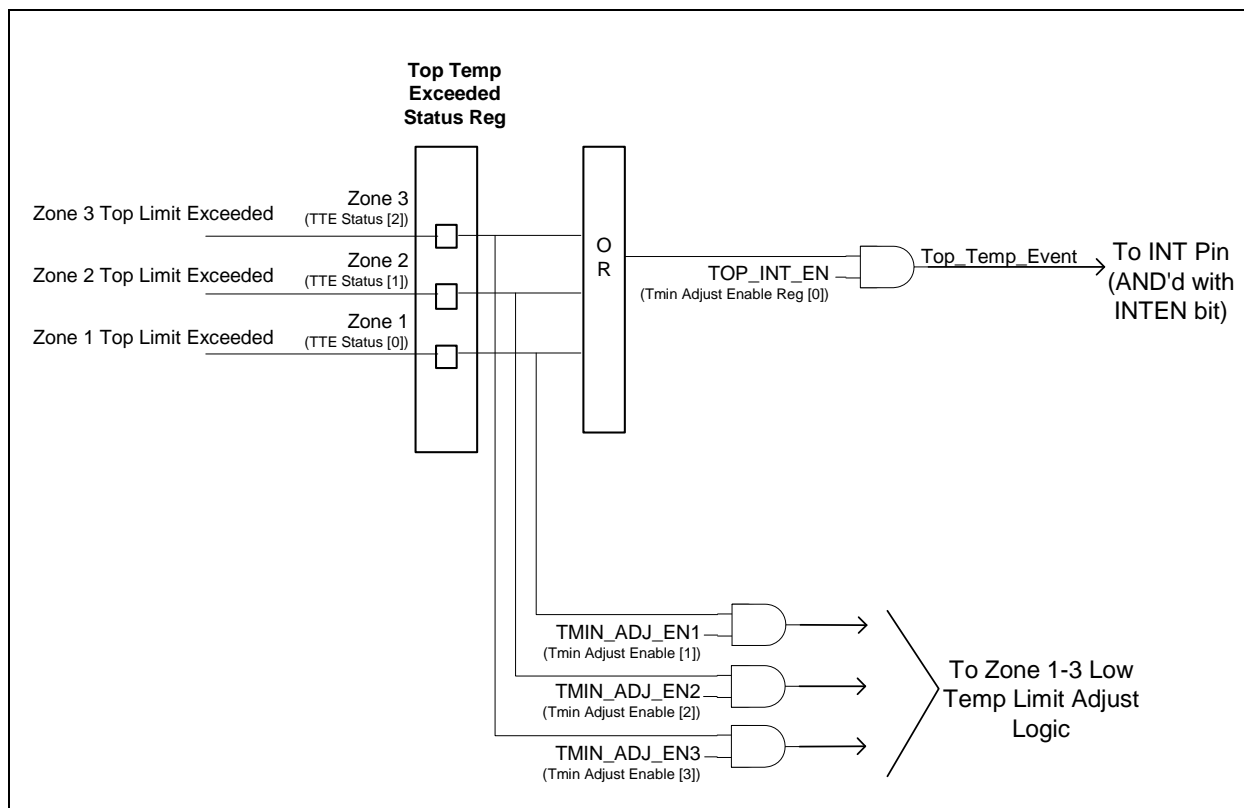 Top Temp
Exceeded
Status Reg
Zone 3
(TTE Status [2])
Zone 3 Top Limit Exceeded
Zone 2
(TTE Status [1])
Zone 2 Top Limit Exceeded
Zone 1
(TTE Status [0])
Zone 1 Top Limit Exceeded
O
R
TOP_INT_EN
(Tmin Adjust Enable Reg [0])
Top_Temp_Event
To INT Pin
(AND'd with
INTEN bit)
TMIN_ADJ_EN1
(Tmin Adjust Enable [1])
TMIN_ADJ_EN2
(Tmin Adjust Enable [2])
TMIN_ADJ_EN3
(Tmin Adjust Enable [3])
To Zone 1-3 Low
Temp Limit Adjust
Logic